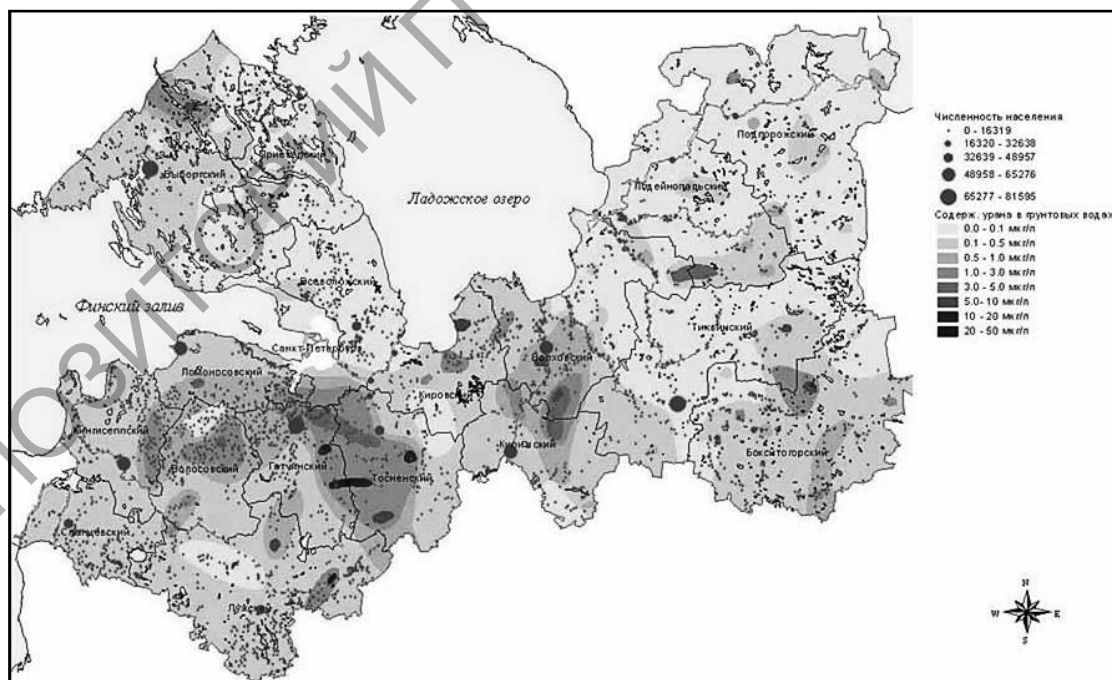 ПОЗИТОРИЙ П
Подпорожский
Приозерский
Выборгский
Лодейнопольский
Ладожское озеро
Всеволожский
Финский залив
Тихвинский
Санкт-Петербург
Волховский
Ломоносовский
Кировский
Кингисеппский
Киришский
Бокситогорский
Волосовский
Гатчинский
Тосненский
Сланцевский
Лужский
Численность населения
0 - 16319
16320 - 32638
32639 - 48957
48958 - 65276
65277 - 81595
Содерж. урана в грунтовых водах
0.0 - 0.1 мкг/л
0.1 - 0.5 мкг/л
0.5 - 1.0 мкг/л
1.0 - 3.0 мкг/л
3.0 - 5.0 мкг/л
5.0 - 10 мкг/л
10 - 20 мкг/л
20 - 50 мкг/л
N
W E
S